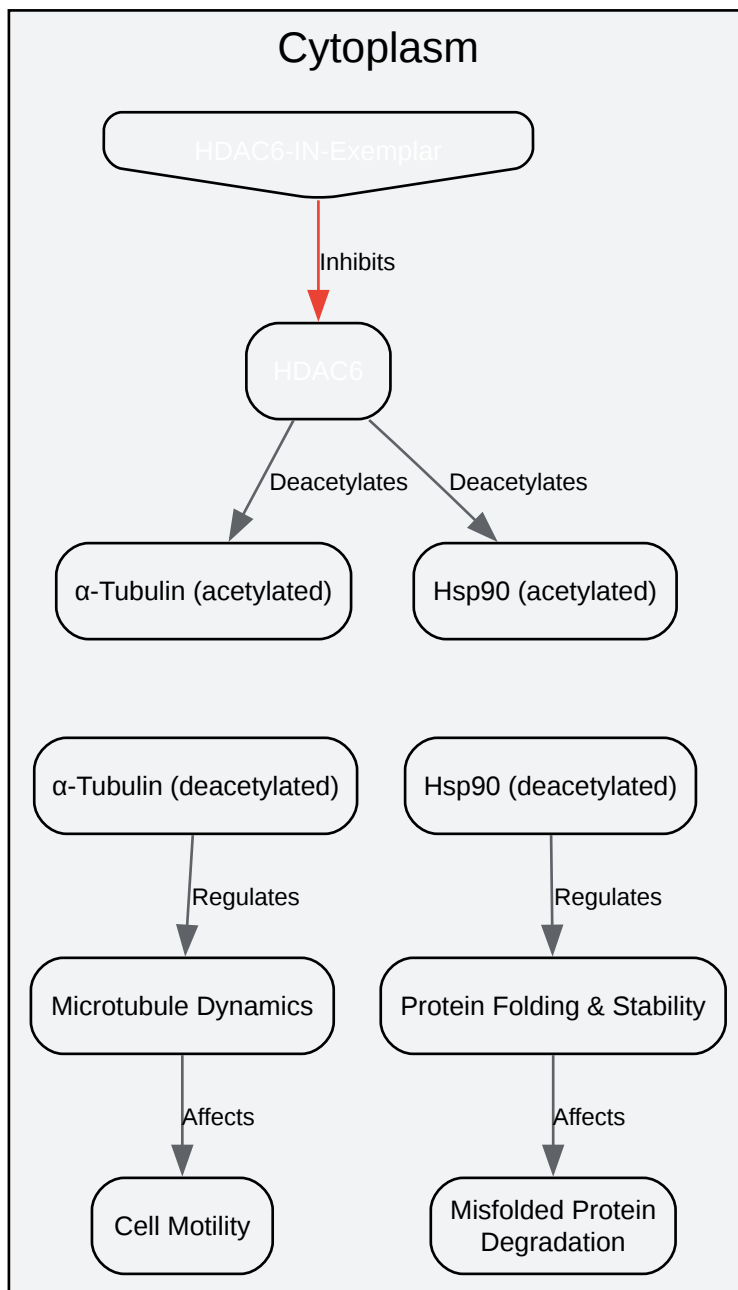 Cytoplasm
HDAC6-IN-Exemplar
Inhibits
HDAC6
Deacetylates
Deacetylates
α-Tubulin (acetylated)
Hsp90 (acetylated)
α-Tubulin (deacetylated)
Hsp90 (deacetylated)
Regulates
Regulates
Microtubule Dynamics
Protein Folding & Stability
Affects
Affects
Cell Motility
Misfolded Protein
Degradation